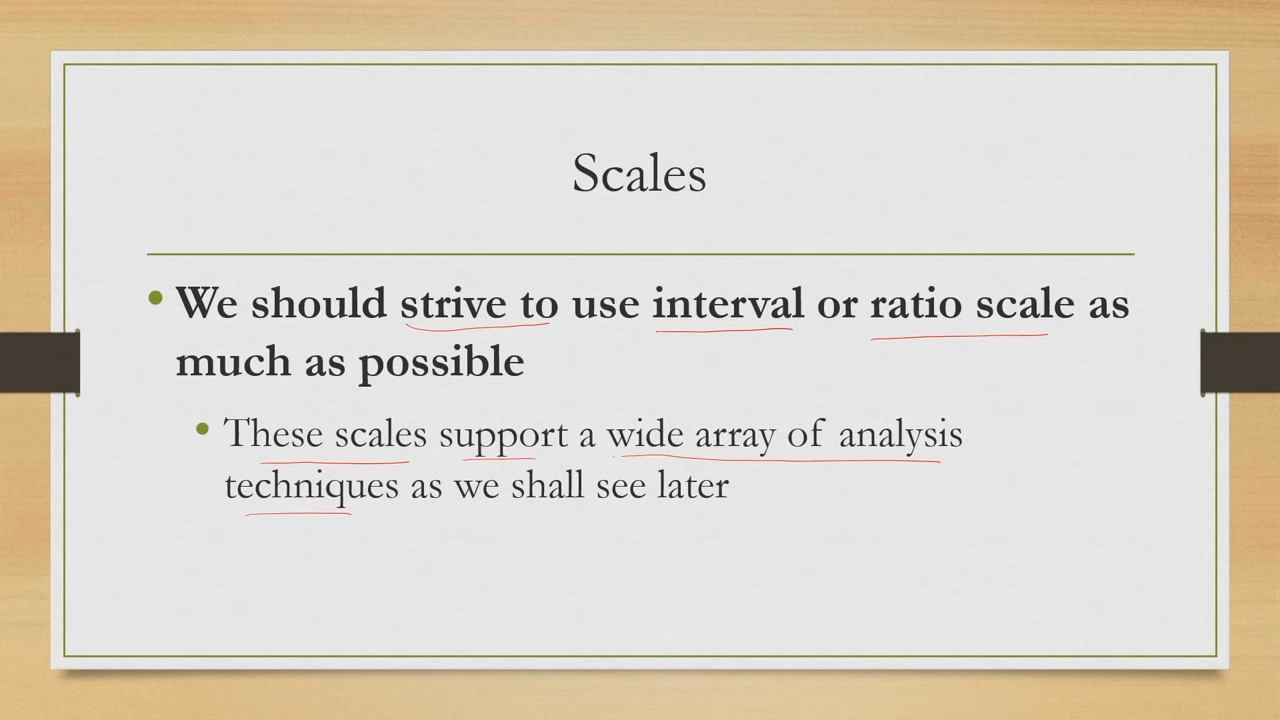 Scales
We should strive to use interval or ratio scale as
much as possible
These scales support a wide array of analysis
techniques as we shall see later